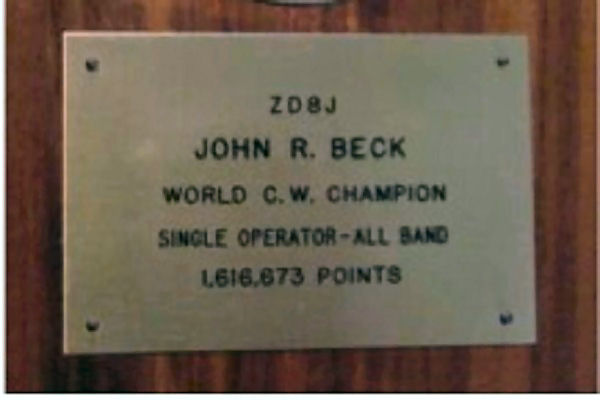 ZD8J
JOHN R. BECK
WORLD C.W. CHAMPION
SINGLE OPERATOR-ALL BAND
1,616,673 POINTS